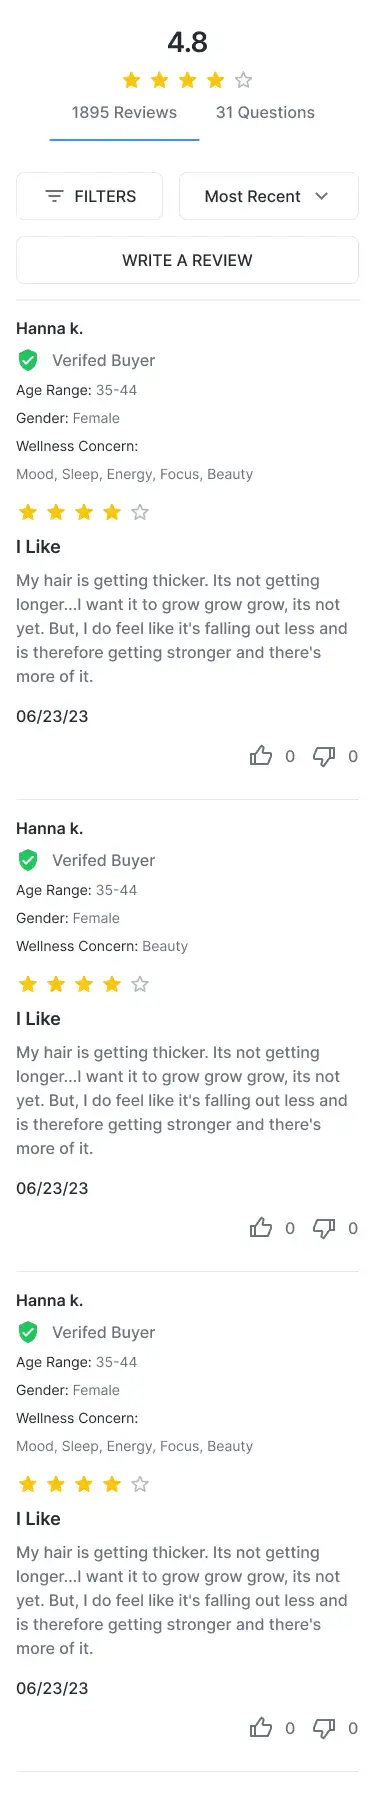 4.8
1895 Reviews 31 Questions
FILTERS Most Recent
WRITE A REVIEW
Hanna k.
Verifed Buyer
Age Range: 35-44
Gender: Female
Wellness Concern:
Mood, Sleep, Energy, Focus, Beauty
I Like
My hair is getting thicker. Its not getting
longer...I want it to grow grow grow, its not
yet. But, I do feel like it's falling out less and
is therefore getting stronger and there's
more of it.
06/23/23
0 0
Hanna k.
Verifed Buyer
Age Range: 35-44
Gender: Female
Wellness Concern: Beauty
I Like
My hair is getting thicker. Its not getting
longer...I want it to grow grow grow, its not
yet. But, I do feel like it's falling out less and
is therefore getting stronger and there's
more of it.
06/23/23
0 0
Hanna k.
Verifed Buyer
Age Range: 35-44
Gender: Female
Wellness Concern:
Mood, Sleep, Energy, Focus, Beauty
I Like
My hair is getting thicker. Its not getting
longer...I want it to grow grow grow, its not
yet. But, I do feel like it's falling out less and
is therefore getting stronger and there's
more of it.
06/23/23
0 0